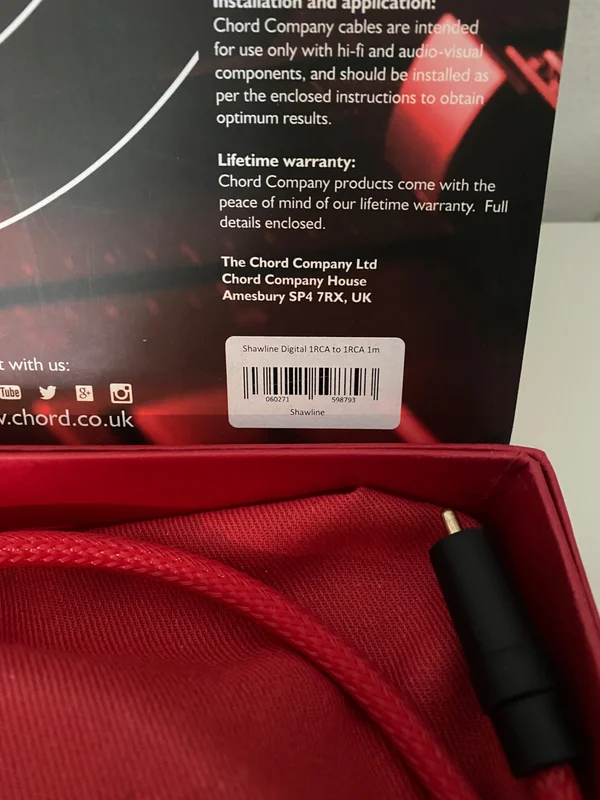 Installation and application:
Chord Company cables are intended
for use only with hi-fi and audio-visual
components, and should be installed as
per the enclosed instructions to obtain
optimum results.
Lifetime warranty:
Chord Company products come with the
peace of mind of our lifetime warranty. Full
details enclosed.
The Chord Company Ltd
Chord Company House
Amesbury SP4 7RX, UK
t with us:
Tube
g+
w.chord.co.uk
Shawline Digital 1RCA to 1RCA 1m
060271 598793
Shawline